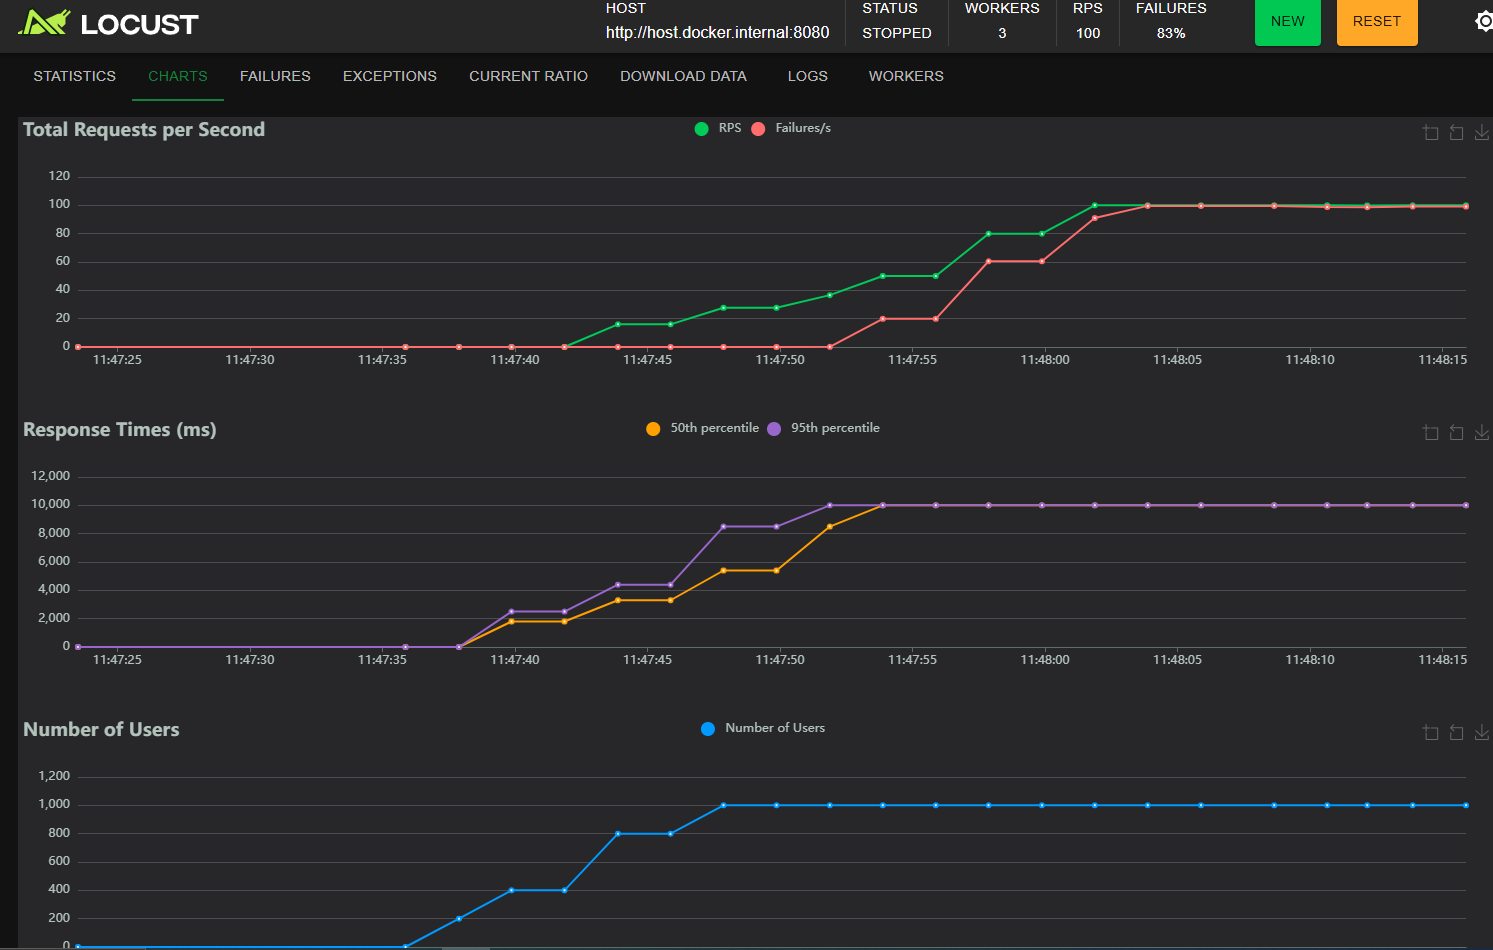 LOCUST
HOST
http://host.docker.internal:8080
STATUS
STOPPED
WORKERS
3
RPS
100
FAILURES
83%
NEW
RESET
STATISTICS CHARTS FAILURES EXCEPTIONS CURRENT RATIO DOWNLOAD DATA LOGS WORKERS
Total Requests per Second
RPS Failures/s
120
100
80
60
40
20
0
11:47:25 11:47:30 11:47:35 11:47:40 11:47:45 11:47:50 11:47:55 11:48:00 11:48:05 11:48:10 11:48:15
Response Times (ms)
50th percentile 95th percentile
12,000
10,000
8,000
6,000
4,000
2,000
0
11:47:25 11:47:30 11:47:35 11:47:40 11:47:45 11:47:50 11:47:55 11:48:00 11:48:05 11:48:10 11:48:15
Number of Users
Number of Users
1,200
1,000
800
600
400
200
0